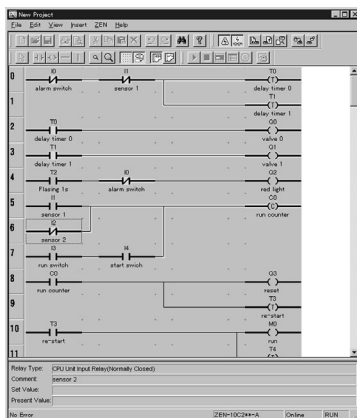 New Project
File Edit View Insert ZEN Help
0 I0 I1 T0
alarm switch sensor 1 (T) delay timer 0
1 T1
(T) delay timer 1
2 T0 Q0
delay timer 0 ( ) valve 0
3 T1 Q1
delay timer 1 ( ) valve 1
4 T2 I0 Q2
Flasing 1s alarm switch ( ) red light
5 I1 C0
sensor 1 (C) run counter
6 I2
sensor 2
7 I3 I4
run switch start swich
8 C0 Q3
run counter ( ) reset
9 T3
(T) re-start
10 T3 M0
re-start ( ) run
11 T4
Relay Type: CPU Unit Input Relay(Normally Closed)
Comment: sensor 2
Set Value:
Present Value:
No Error ZEN-10C2**-A Online RUN